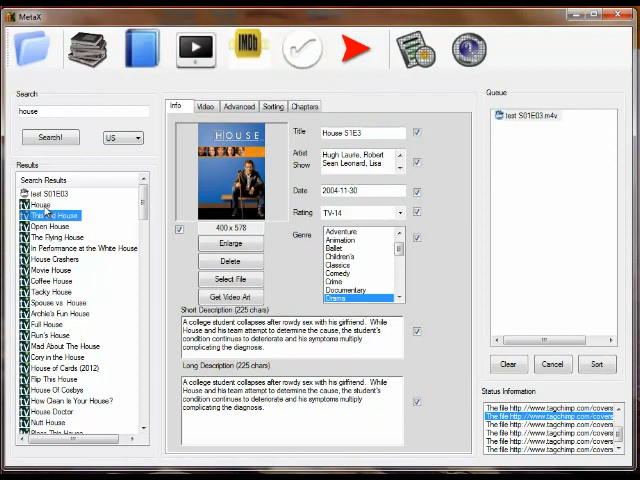 MetaX
IMDb
Search
house
Search!
US
Results
Search Results
test S01E03
House
This Old House
Open House
The Flying House
In Performance at the White House
House Crashers
Movie House
Coffee House
Tacky House
Spouse vs. House
Archie's Fun House
Full House
Run's House
Mad About The House
Cory in the House
House of Cards (2012)
Flip This House
House Of Cosbys
How Clean Is Your House?
House Doctor
Nutt House
Info
Video
Advanced
Sorting
Chapters
HOUSE
400 x 578
Enlarge
Delete
Select File
Get Video Art
Title
House S1E3
Artist
Show
Hugh Laurie, Robert
Sean Leonard, Lisa
Date
2004-11-30
Rating
TV-14
Genre
Adventure
Animation
Ballet
Children's
Classics
Comedy
Crime
Documentary
Drama
Short Description (225 chars)
A college student collapses after rowdy sex with his girlfriend. While
House and his team attempt to determine the cause, the student's
condition continues to deteriorate and his symptoms multiply
complicating the diagnosis.
Long Description (225 chars)
A college student collapses after rowdy sex with his girlfriend. While
House and his team attempt to determine the cause, the student's
condition continues to deteriorate and his symptoms multiply
complicating the diagnosis.
Queue
test S01E03.m4v
Clear
Cancel
Sort
Status Information
The file http://www.tagchimp.com/covers
The file http://www.tagchimp.com/covers
The file http://www.tagchimp.com/covers
The file http://www.tagchimp.com/covers
The file http://www.tagchimp.com/covers
The file http://www.tagchimp.com/covers